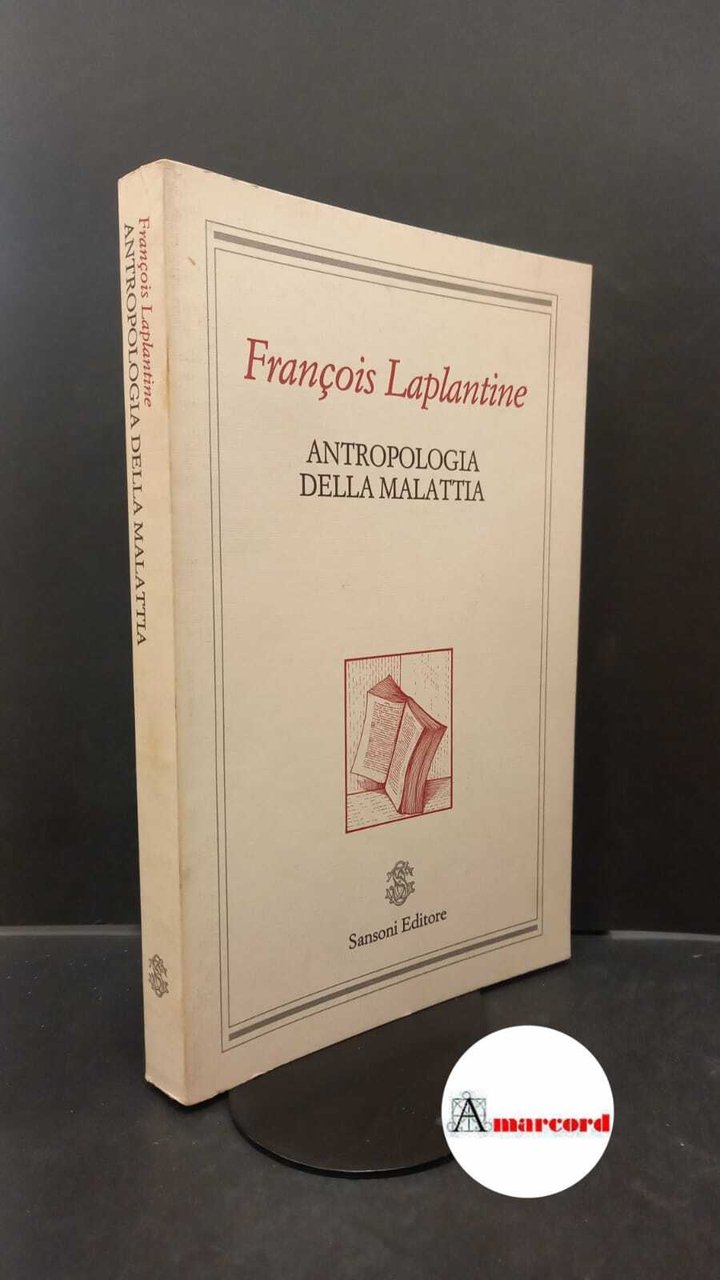 François Laplantine
ANTROPOLOGIA DELLA MALATTIA
François Laplantine
ANTROPOLOGIA
DELLA MALATTIA
Sansoni Editore
Amarcord